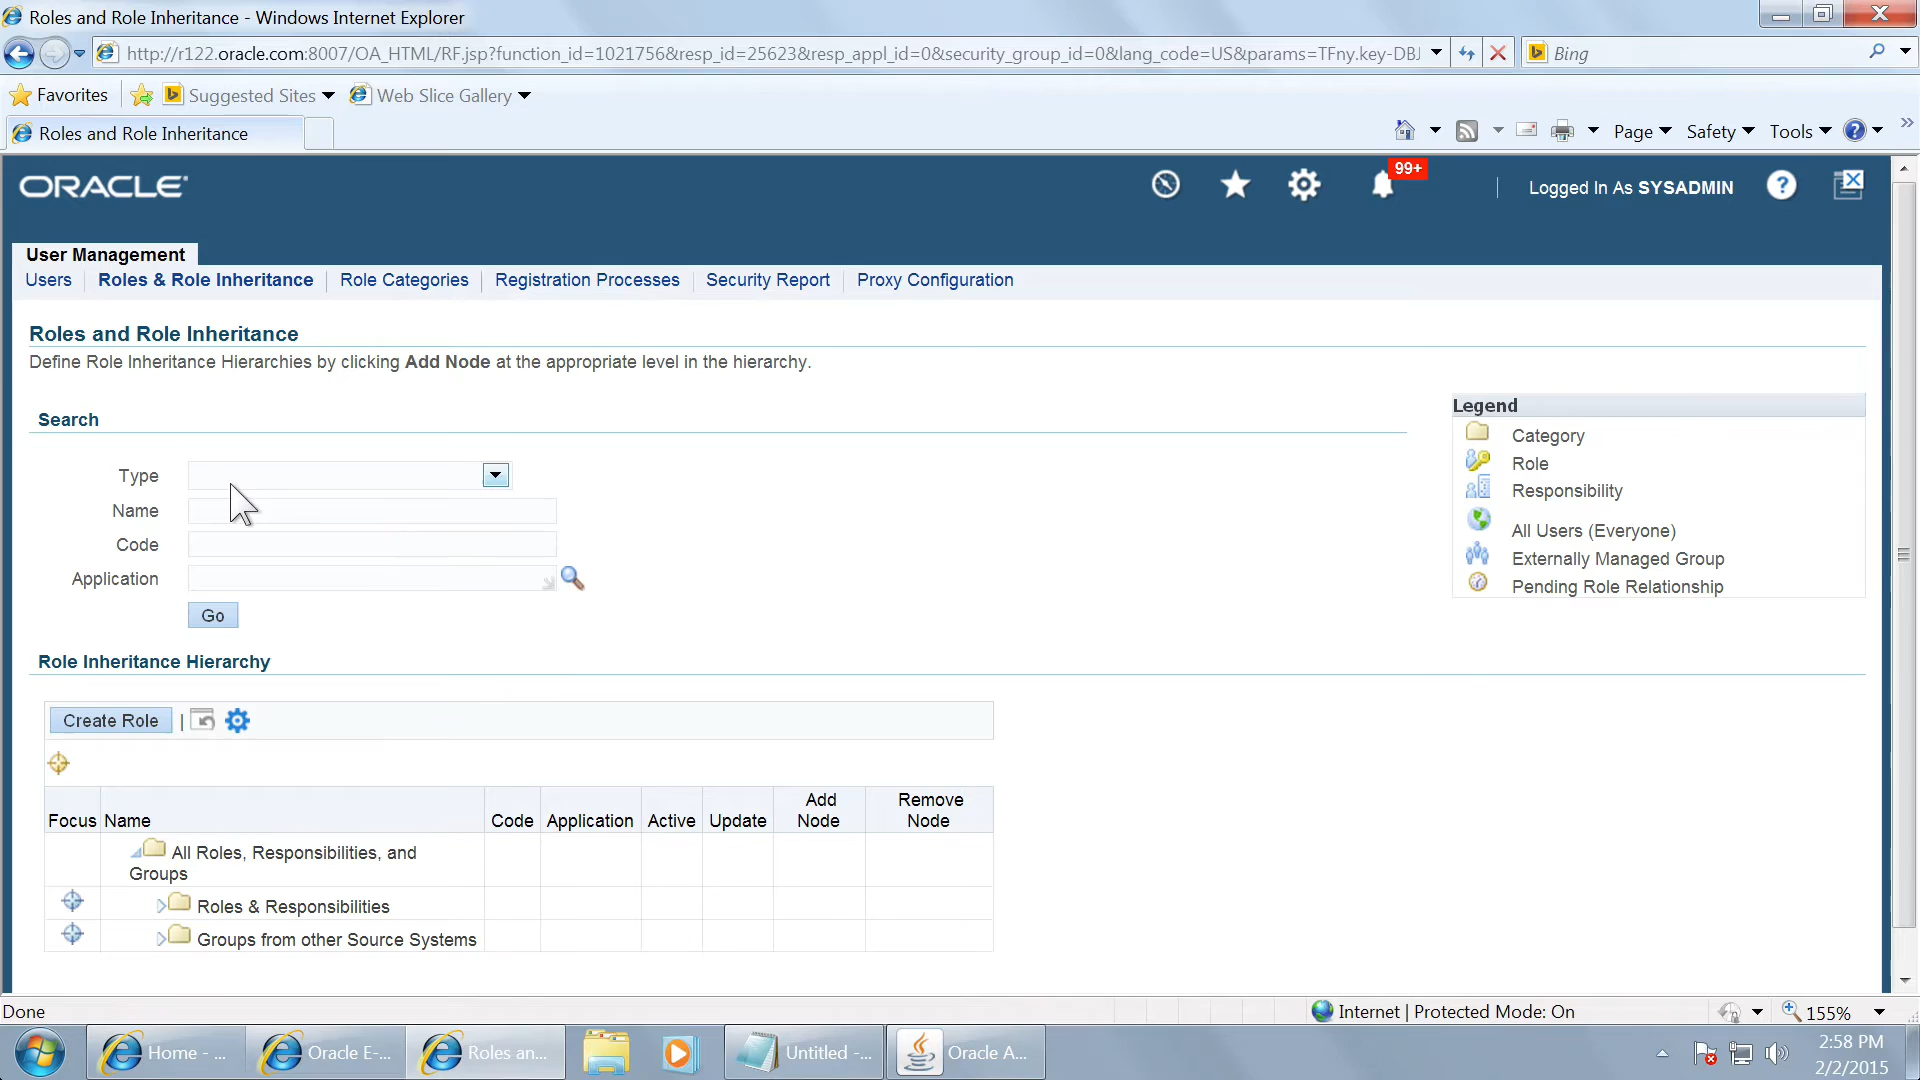 Roles and Role Inheritance - Windows Internet Explorer
http://r122.oracle.com:8007/OA_HTML/RF.jsp?function_id=1021756&resp_id=25623&resp_appl_id=0&security_group_id=0&lang_code=US&params=TFny.key-DBJ
Bing
Favorites
Suggested Sites
Web Slice Gallery
Roles and Role Inheritance
Page
Safety
Tools
ORACLE
99+
Logged In As SYSADMIN
User Management
Users
Roles & Role Inheritance
Role Categories
Registration Processes
Security Report
Proxy Configuration
Roles and Role Inheritance
Define Role Inheritance Hierarchies by clicking Add Node at the appropriate level in the hierarchy.
Search
Type
Name
Code
Application
Go
Legend
Category
Role
Responsibility
All Users (Everyone)
Externally Managed Group
Pending Role Relationship
Role Inheritance Hierarchy
Create Role
Focus Name Code Application Active Update Add Node Remove Node
All Roles, Responsibilities, and
Groups
Roles & Responsibilities
Groups from other Source Systems
Done
Internet | Protected Mode: On
155%
Home - ...
Oracle E-...
Roles an...
Untitled -...
Oracle A...
2:58 PM
2/2/2015